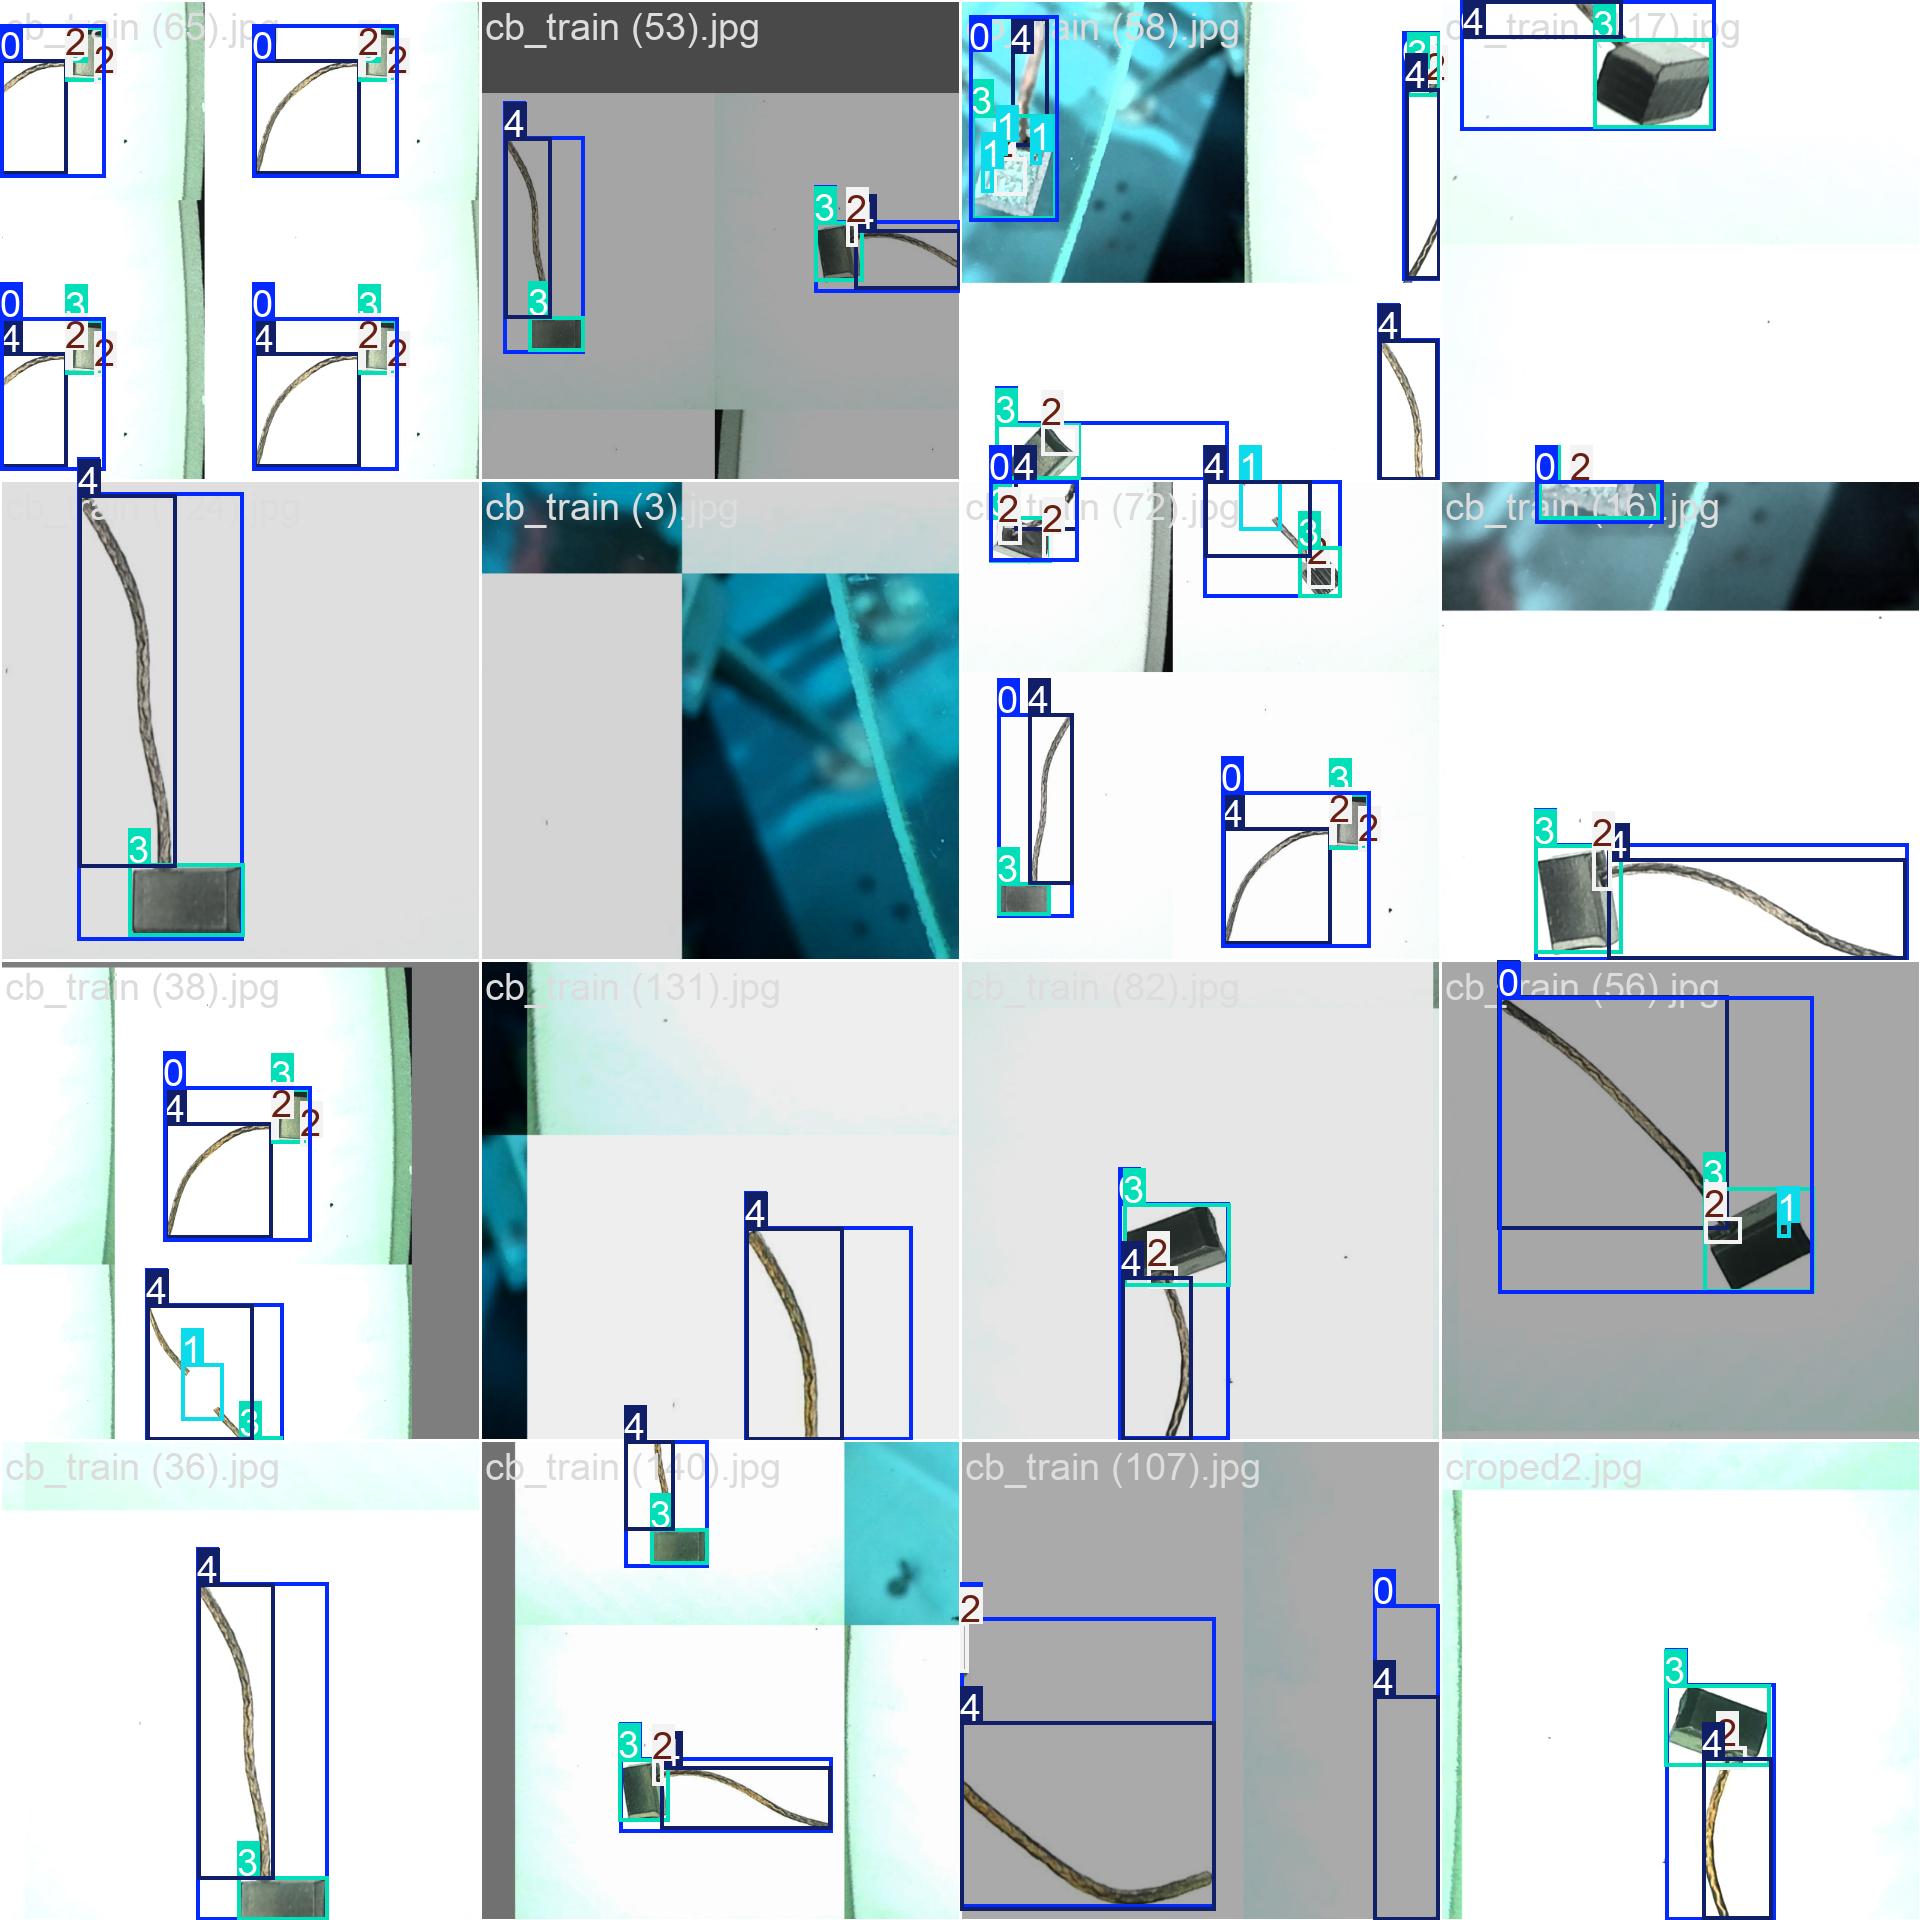 cb_train (65).jpg
cb_train (53).jpg
cb_train (58).jpg
cb_train (17).jpg
0 2 2 0 2 2
0 3 0 3
4 2 2 4 2 2
4
3 2
3
0 4
3
1 1
1
3
4 2
4
3 2
4 3
cb_train (3).jpg
cb_train (72).jpg
cb_train (16).jpg
4
3
0 4 4 1
2 2 3
2
0 4
3
0 3
4 2 2
0 2
3 2 4
cb_train (38).jpg
cb_train (131).jpg
cb_train (82).jpg
cb_train (56).jpg
0 3
4 2 2
4
1
3
4
3
4 2
0
3
2 1
cb_train (36).jpg
cb_train (140).jpg
cb_train (107).jpg
croped2.jpg
4
3
4
3
3 2
2
4
0
4
3
4 2